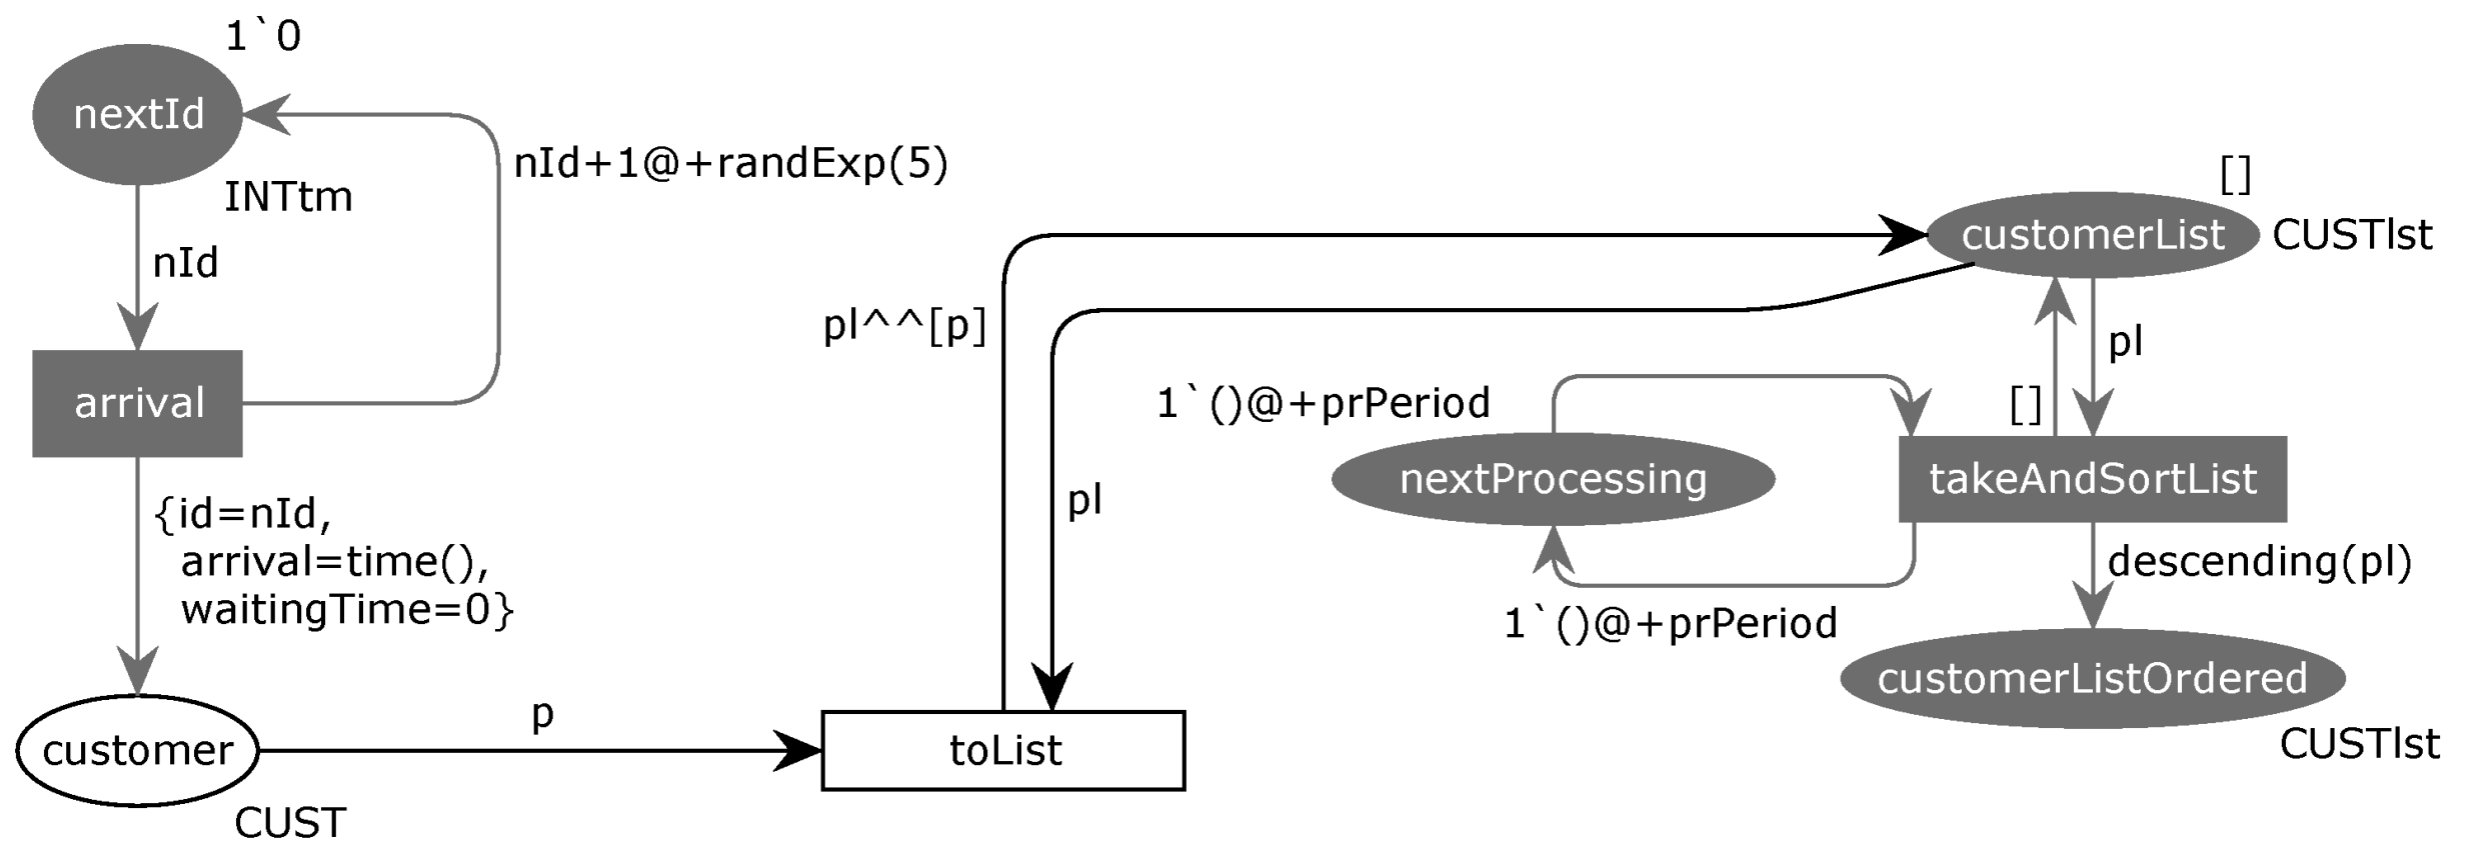 1`0
nextId
INTtm
nId+1@+randExp(5)
nId
arrival
{id=nId,
arrival=time(),
waitingTime=0}
customer
CUST
p
toList
pl^^[p]
pl
[]
customerList
CUSTlst
pl
[]
1`()@+prPeriod
nextProcessing
takeAndSortList
1`()@+prPeriod
descending(pl)
customerListOrdered
CUSTlst